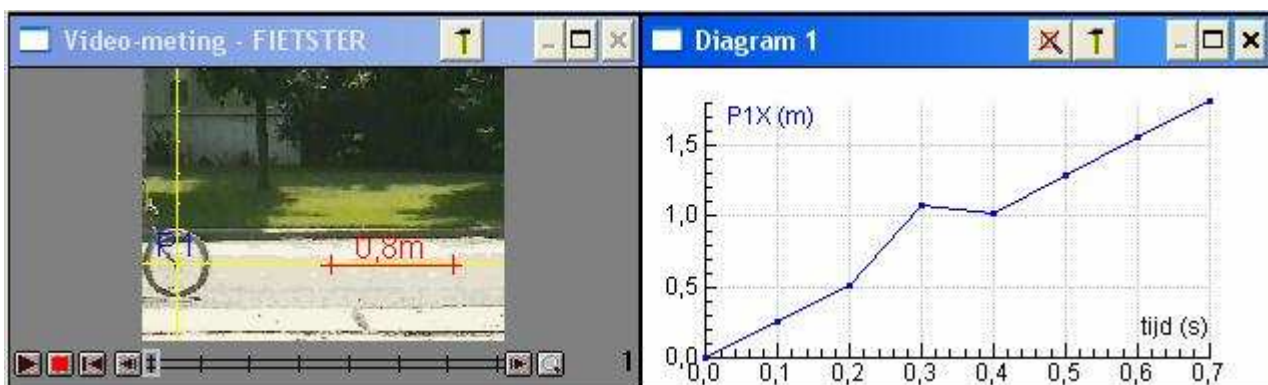 Video-meting - FIETSTER
P1
0,8m
1
Diagram 1
P1X (m)
1,5
1,0
0,5
0,0
tijd (s)
0,0 0,1 0,2 0,3 0,4 0,5 0,6 0,7